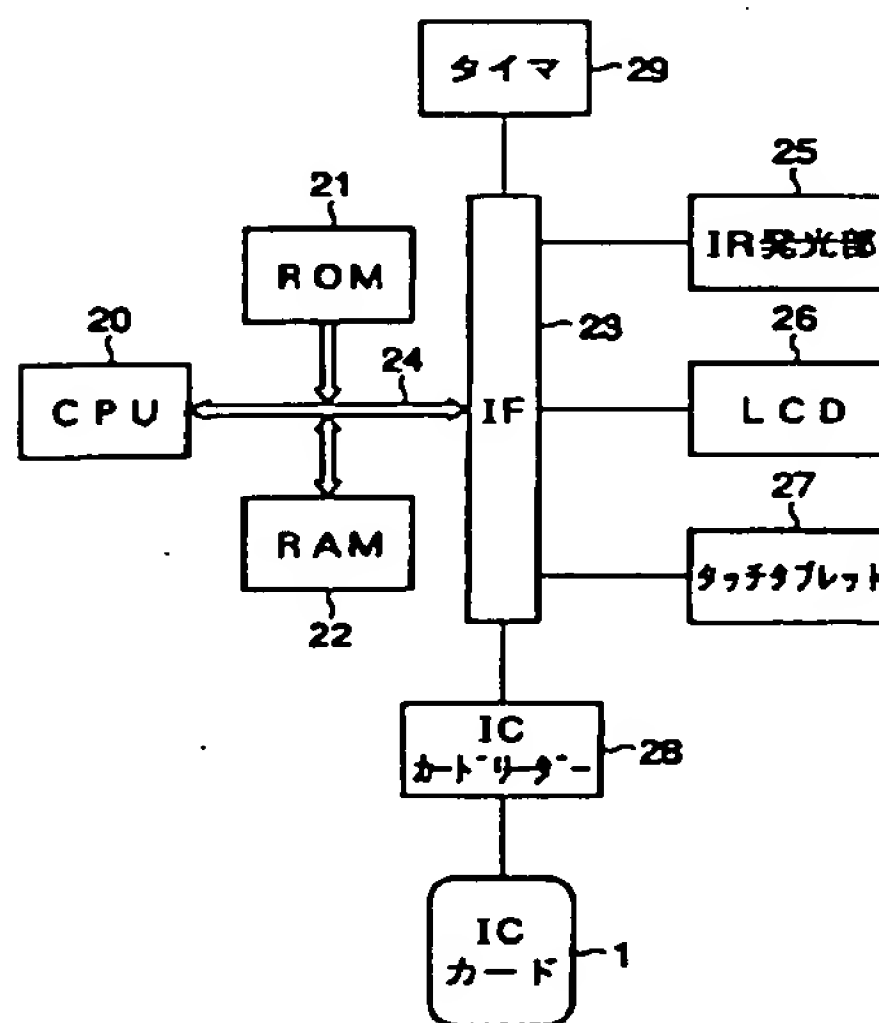 タイマ
29
25
21
IR発光部
ROM
23
20
24
26
CPU
IF
LCD
27
RAM
タッチタブレット
22
IC
カードリーダー
28
IC
カード
1